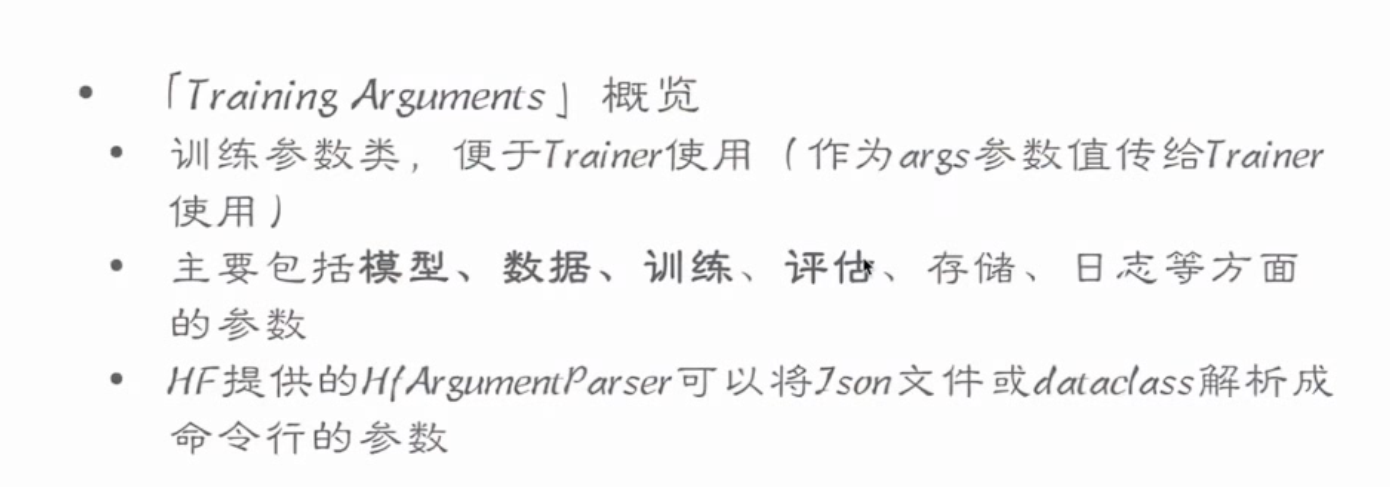 • 「Training Arguments」 概览
• 训练参数类，便于Trainer使用（作为args参数值传给Trainer
使用）
• 主要包括模型、数据、训练、评估、存储、日志等方面
的参数
• HF提供的HfArgumentParser可以将Json文件或dataclass解析成
命令行的参数